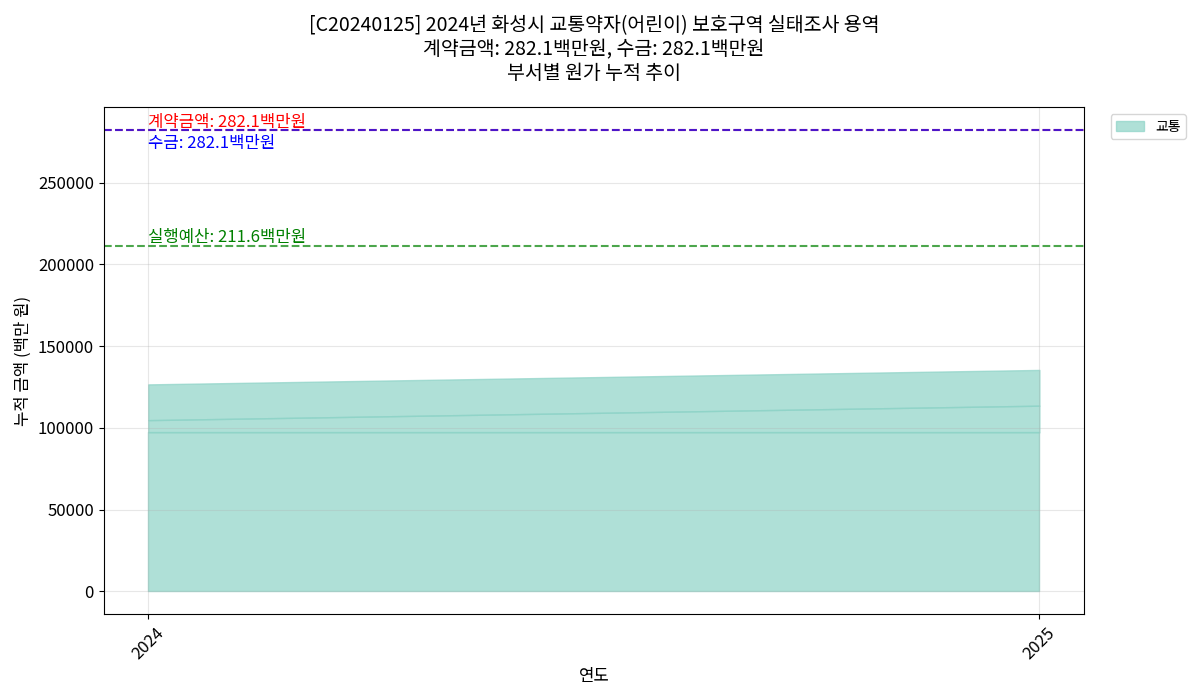 [C20240125] 2024년 화성시 교통약자(어린이) 보호구역 실태조사 용역
계약금액: 282.1백만원, 수금: 282.1백만원
부서별 원가 누적 추이
계약금액: 282.1백만원
수금: 282.1백만원
실행예산: 211.6백만원
교통
누적 금액 (백만 원)
250000
200000
150000
100000
50000
0
2024
2025
연도